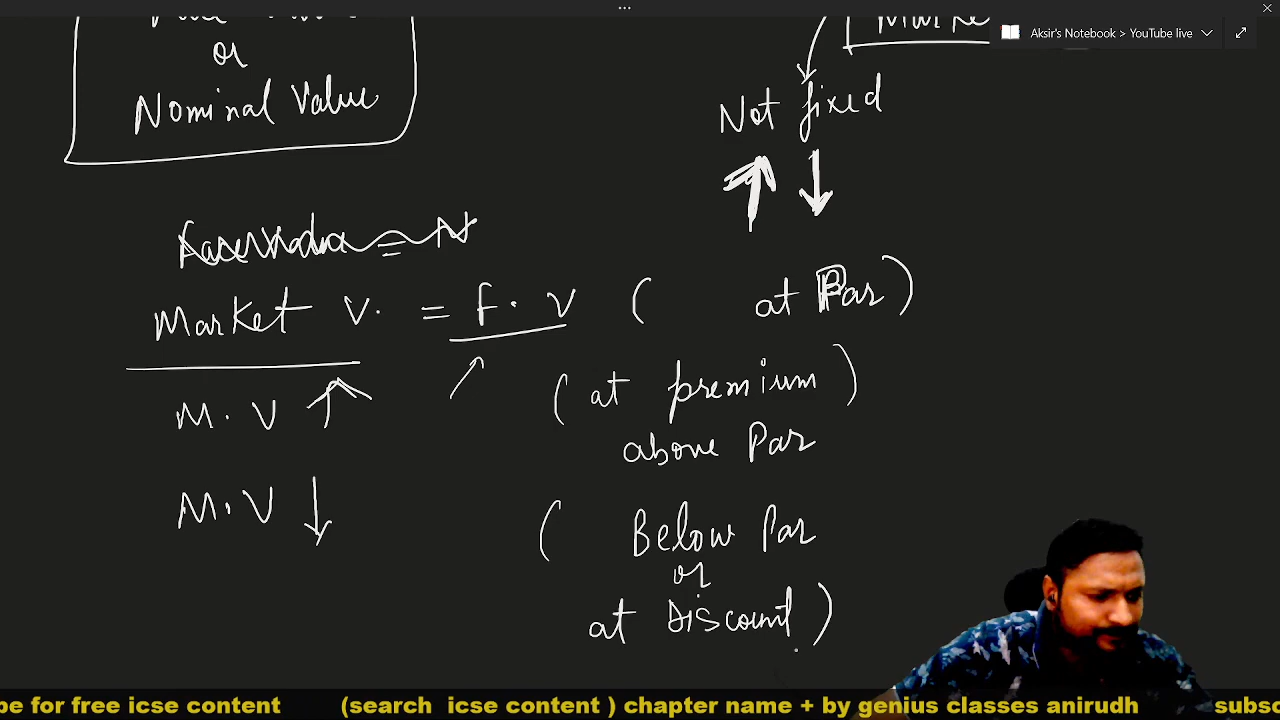 or
Nominal Value
Marke
Aksir's Notebook > YouTube live
Not fixed
Market V. = F. V ( at Par)
M. V (at premium)
above Par
M. V ( Below Par
or
at Discount )
be for free icse content (search icse content ) chapter name + by genius classes anirudh subsc